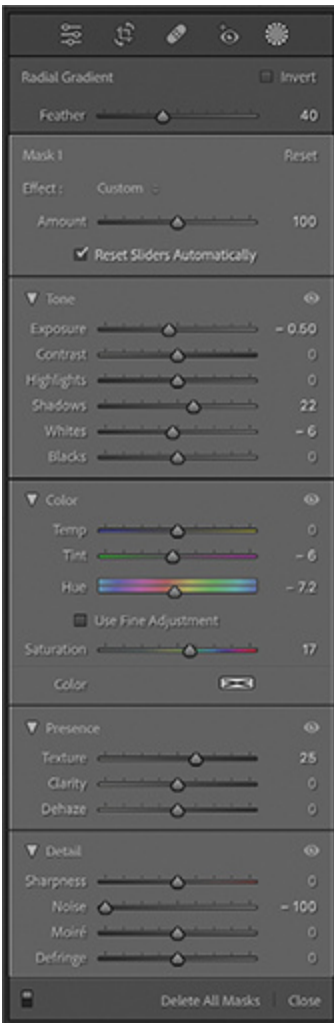 Radial Gradient Invert
Feather 40
Mask 1 Reset
Effect : Custom
Amount 100
Reset Sliders Automatically
Tone
Exposure – 0.50
Contrast 0
Highlights 0
Shadows 22
Whites – 6
Blacks 0
Color
Temp 0
Tint – 6
Hue – 7.2
Use Fine Adjustment
Saturation 17
Color
Presence
Texture 25
Clarity 0
Dehaze 0
Detail
Sharpness 0
Noise – 100
Moiré 0
Defringe 0
Delete All Masks Close